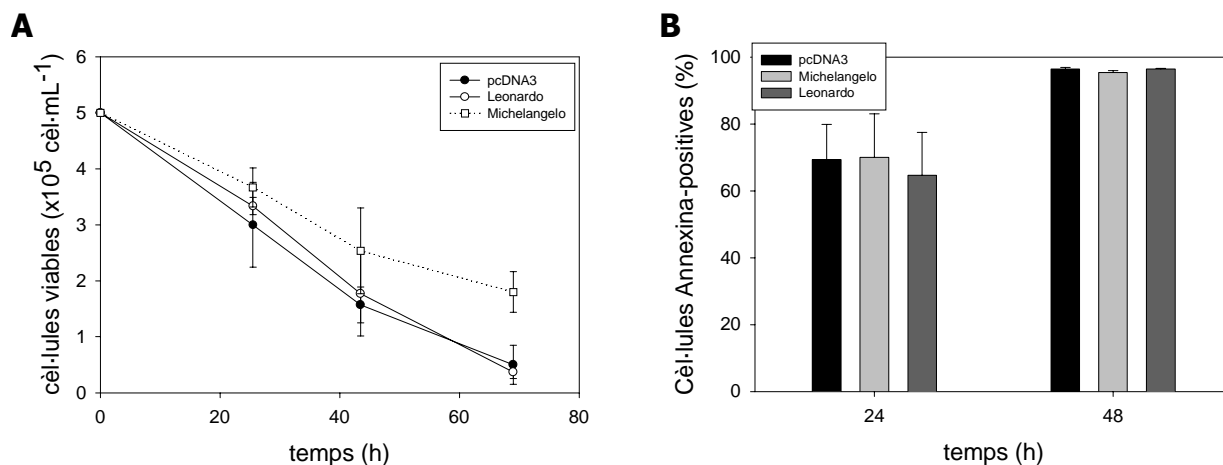 A
cèl·lules viables (x10⁵ cèl·mL⁻¹)
6
5
4
3
2
1
0
pcDNA3
Leonardo
Michelangelo
0 20 40 60 80
temps (h)
B
Cèl·lules Annexina-positives (%)
100
80
60
40
20
0
pcDNA3
Michelangelo
Leonardo
24 48
temps (h)